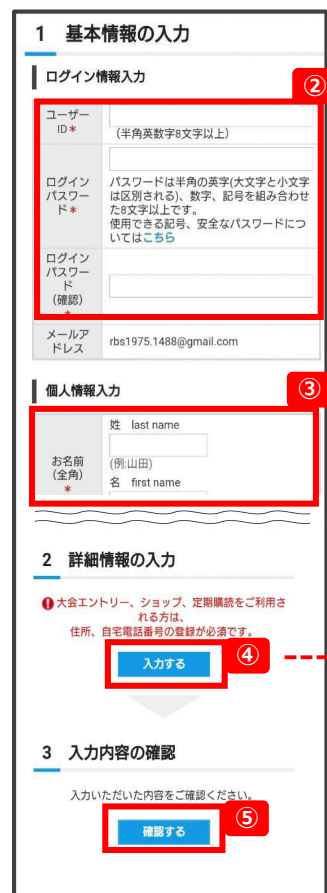 1 基本情報の入力
ログイン情報入力
②
ユーザー
ID*
（半角英数字8文字以上）
ログイン
パスワー
ド*
パスワードは半角の英字(大文字と小文字
は区別される)、数字、記号を組み合わせ
た8文字以上です。
使用できる記号、安全なパスワードにつ
いてはこちら
ログイン
パスワー
ド
（確認）
*
メールア
ドレス
rbs1975.1488@gmail.com
個人情報入力
③
お名前
（全角）
*
姓 last name
(例:山田)
名 first name
2 詳細情報の入力
大会エントリー、ショップ、定期購読をご利用さ
れる方は、
住所、自宅電話番号の登録が必須です。
入力する
④
3 入力内容の確認
入力いただいた内容をご確認ください。
⑤
確認する